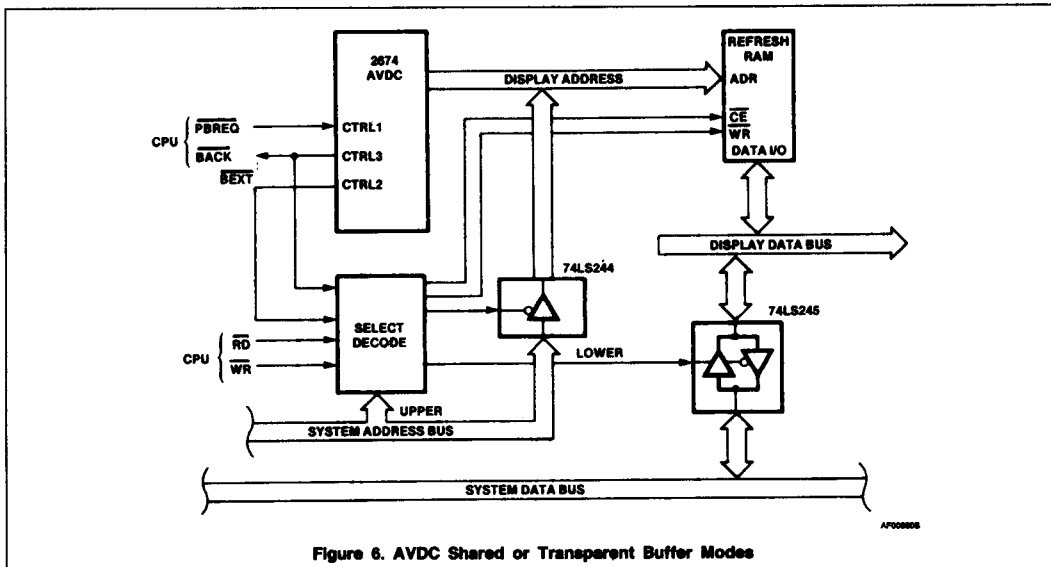 2674
AVDC
REFRESH
RAM
DISPLAY ADDRESS
ADR
CPU
PBREQ
CTRL1
CE
WR
BACK
CTRL3
DATA I/O
BEXT
CTRL2
DISPLAY DATA BUS
74LS244
74LS245
SELECT
DECODE
CPU
RD
WR
LOWER
UPPER
SYSTEM ADDRESS BUS
SYSTEM DATA BUS
Figure 6. AVDC Shared or Transparent Buffer Modes